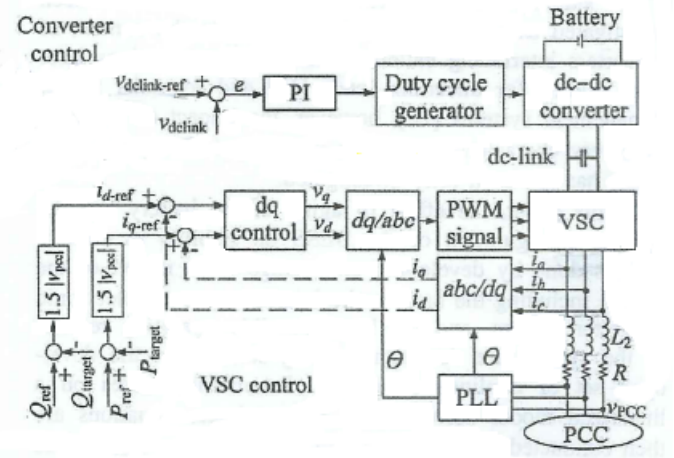 Converter
control
Battery
v_dclink-ref + e
PI
Duty cycle
generator
dc–dc
converter
v_dclink
dc-link
i_d-ref + -
i_q-ref + -
dq
control
v_q
v_d
dq/abc
PWM
signal
VSC
1.5 |v_pcc|
1.5 |v_pcc|
i_q
i_d
abc/dq
i_a
i_b
i_c
L_2
R
θ
θ
Q_ref
+
Q_target
P_ref
+
P_target
VSC control
PLL
v_PCC
PCC